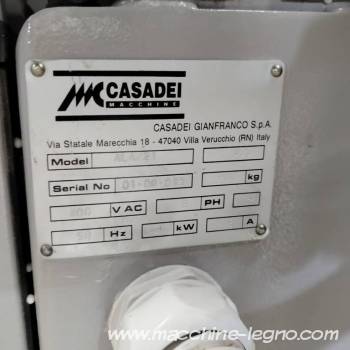 CASADEI
MACCHINE
CASADEI GIANFRANCO S.p.A.
Via Statale Marecchia 18 - 47040 Villa Verucchio (RN) Italy
Model
Serial No kg
V AC PH
50 Hz kW A
www.macchine-legno.com